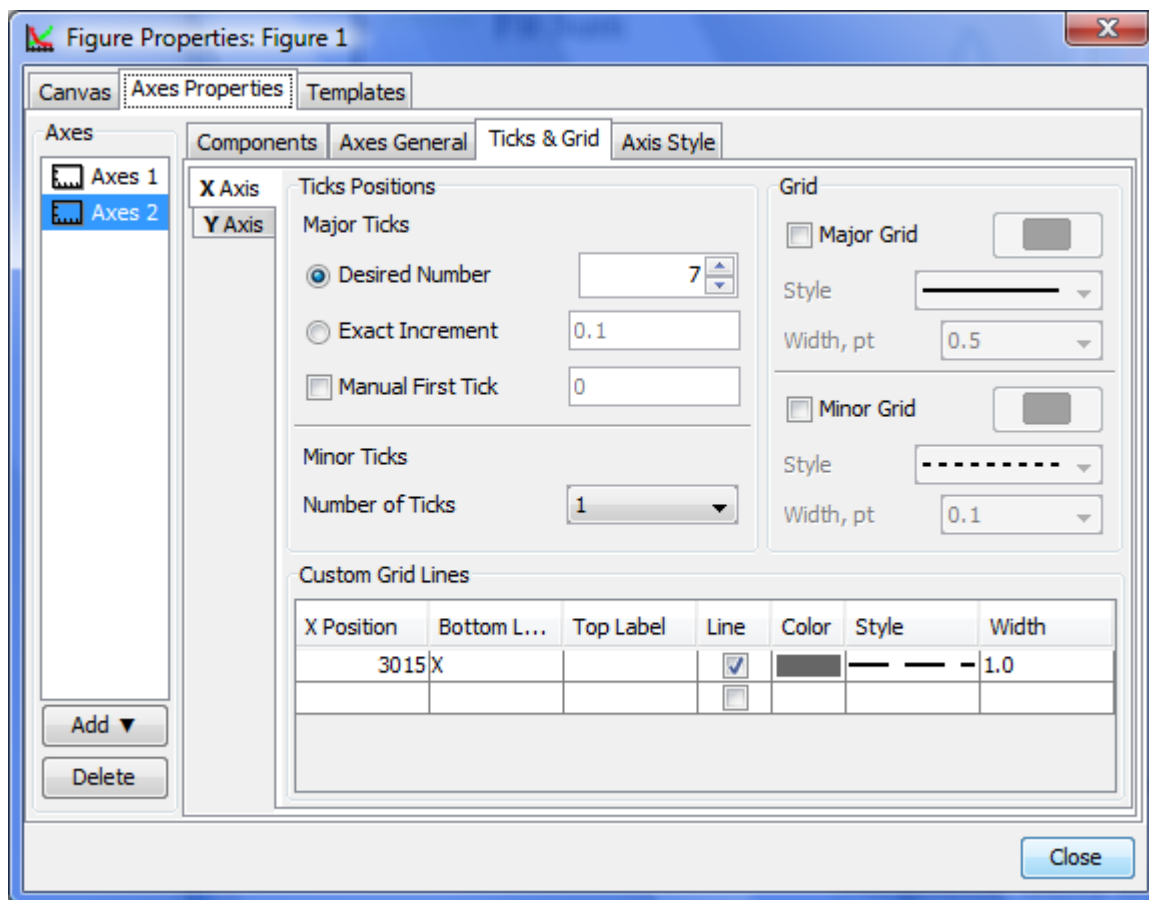 Figure Properties: Figure 1
Canvas
Axes Properties
Templates
Axes
Axes 1
Axes 2
Add ▼
Delete
Components
Axes General
Ticks & Grid
Axis Style
X Axis
Y Axis
Ticks Positions
Major Ticks
Desired Number 7
Exact Increment 0.1
Manual First Tick 0
Minor Ticks
Number of Ticks 1
Grid
Major Grid
Style
Width, pt 0.5
Minor Grid
Style
Width, pt 0.1
Custom Grid Lines
X Position Bottom L... Top Label Line Color Style Width
3015 X 1.0
Close